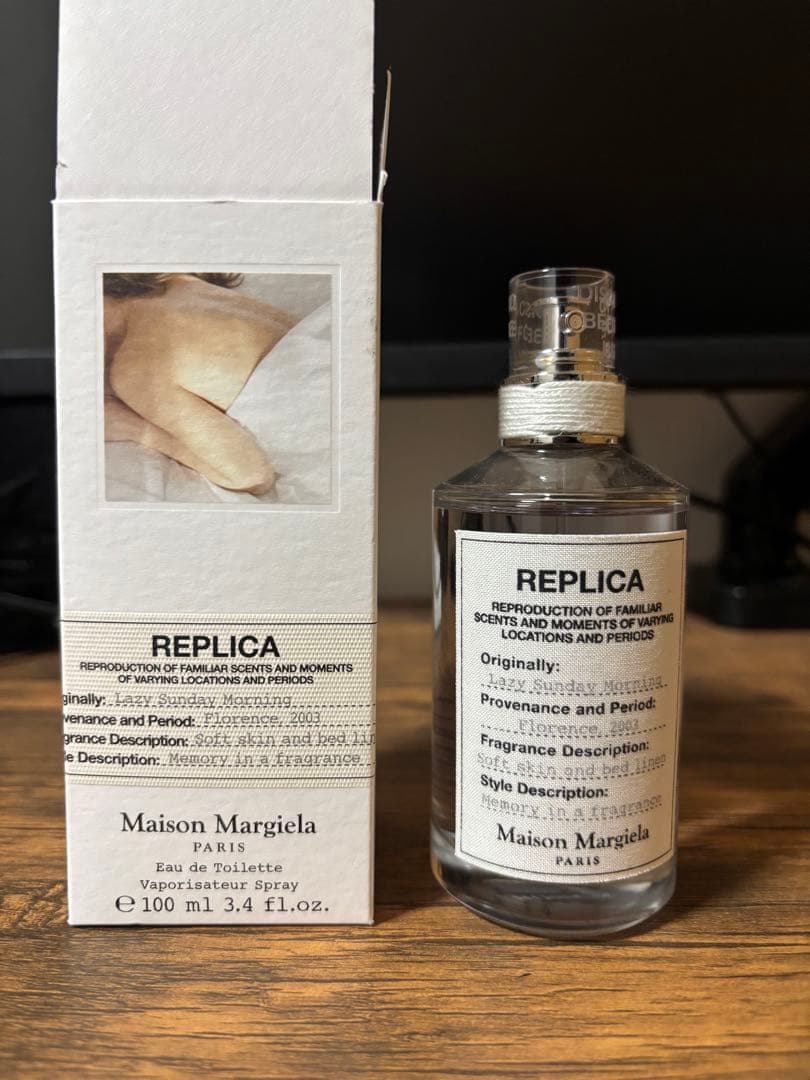 REPLICA
REPRODUCTION OF FAMILIAR SCENTS AND MOMENTS
OF VARYING LOCATIONS AND PERIODS
ginally: Lazy Sunday Morning
venance and Period: Florence, 2003
grance Description: Soft skin and bed lin
e Description: Memory in a fragrance
Maison Margiela
PARIS
Eau de Toilette
Vaporisateur Spray
℮ 100 ml 3.4 fl.oz.
REPLICA
REPRODUCTION OF FAMILIAR
SCENTS AND MOMENTS OF VARYING
LOCATIONS AND PERIODS
Originally:
Lazy Sunday Morning
Provenance and Period:
Florence, 2003
Fragrance Description:
Soft skin and bed linen
Style Description:
Memory in a fragrance
Maison Margiela
PARIS